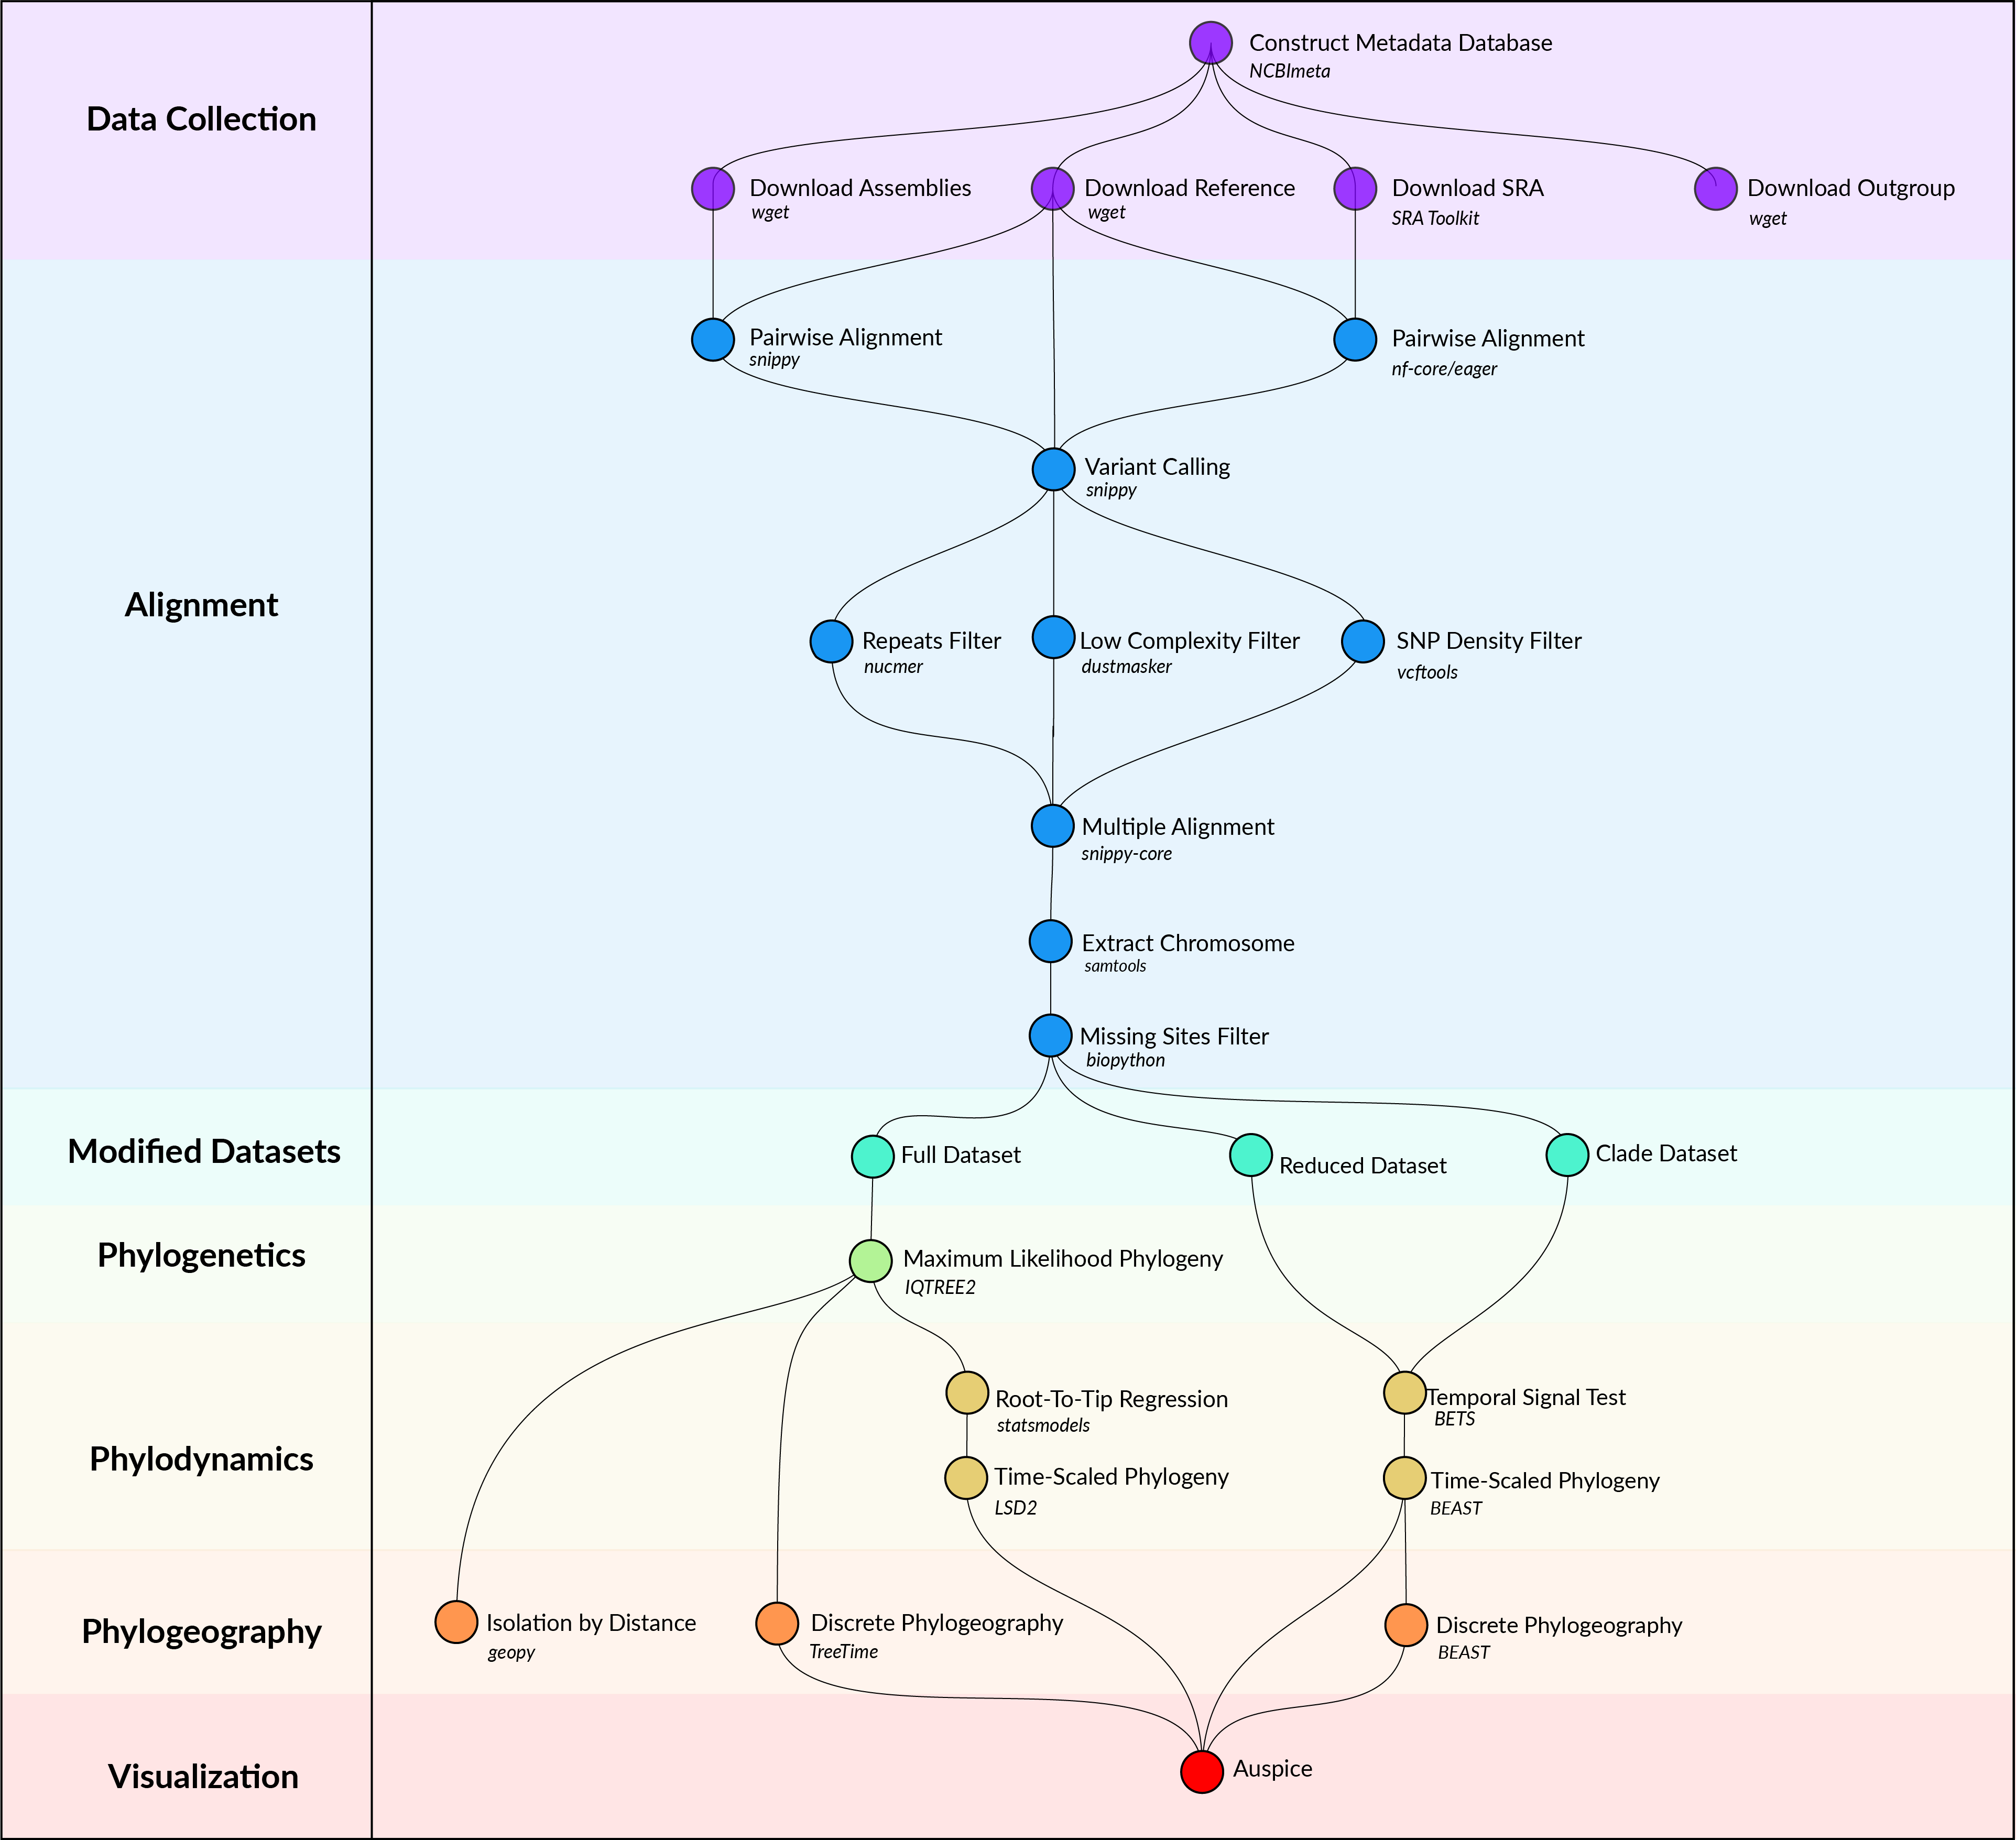 Data Collection
Construct Metadata Database
NCBImeta
Download Assemblies
wget
Download Reference
wget
Download SRA
SRA Toolkit
Download Outgroup
wget
Alignment
Pairwise Alignment
snippy
Pairwise Alignment
nf-core/eager
Variant Calling
snippy
Repeats Filter
nucmer
Low Complexity Filter
dustmasker
SNP Density Filter
vcftools
Multiple Alignment
snippy-core
Extract Chromosome
samtools
Missing Sites Filter
biopython
Modified Datasets
Full Dataset
Reduced Dataset
Clade Dataset
Phylogenetics
Maximum Likelihood Phylogeny
IQTREE2
Phylodynamics
Root-To-Tip Regression
statsmodels
Temporal Signal Test
BETS
Time-Scaled Phylogeny
LSD2
Time-Scaled Phylogeny
BEAST
Phylogeography
Isolation by Distance
geopy
Discrete Phylogeography
TreeTime
Discrete Phylogeography
BEAST
Visualization
Auspice